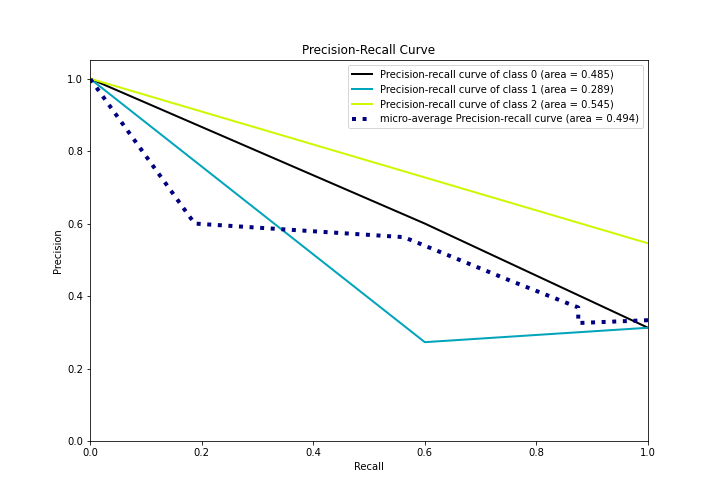 Precision-Recall Curve
Precision-recall curve of class 0 (area = 0.485)
Precision-recall curve of class 1 (area = 0.289)
Precision-recall curve of class 2 (area = 0.545)
micro-average Precision-recall curve (area = 0.494)
1.0
0.8
0.6
0.4
0.2
0.0
Precision
0.0 0.2 0.4 0.6 0.8 1.0
Recall